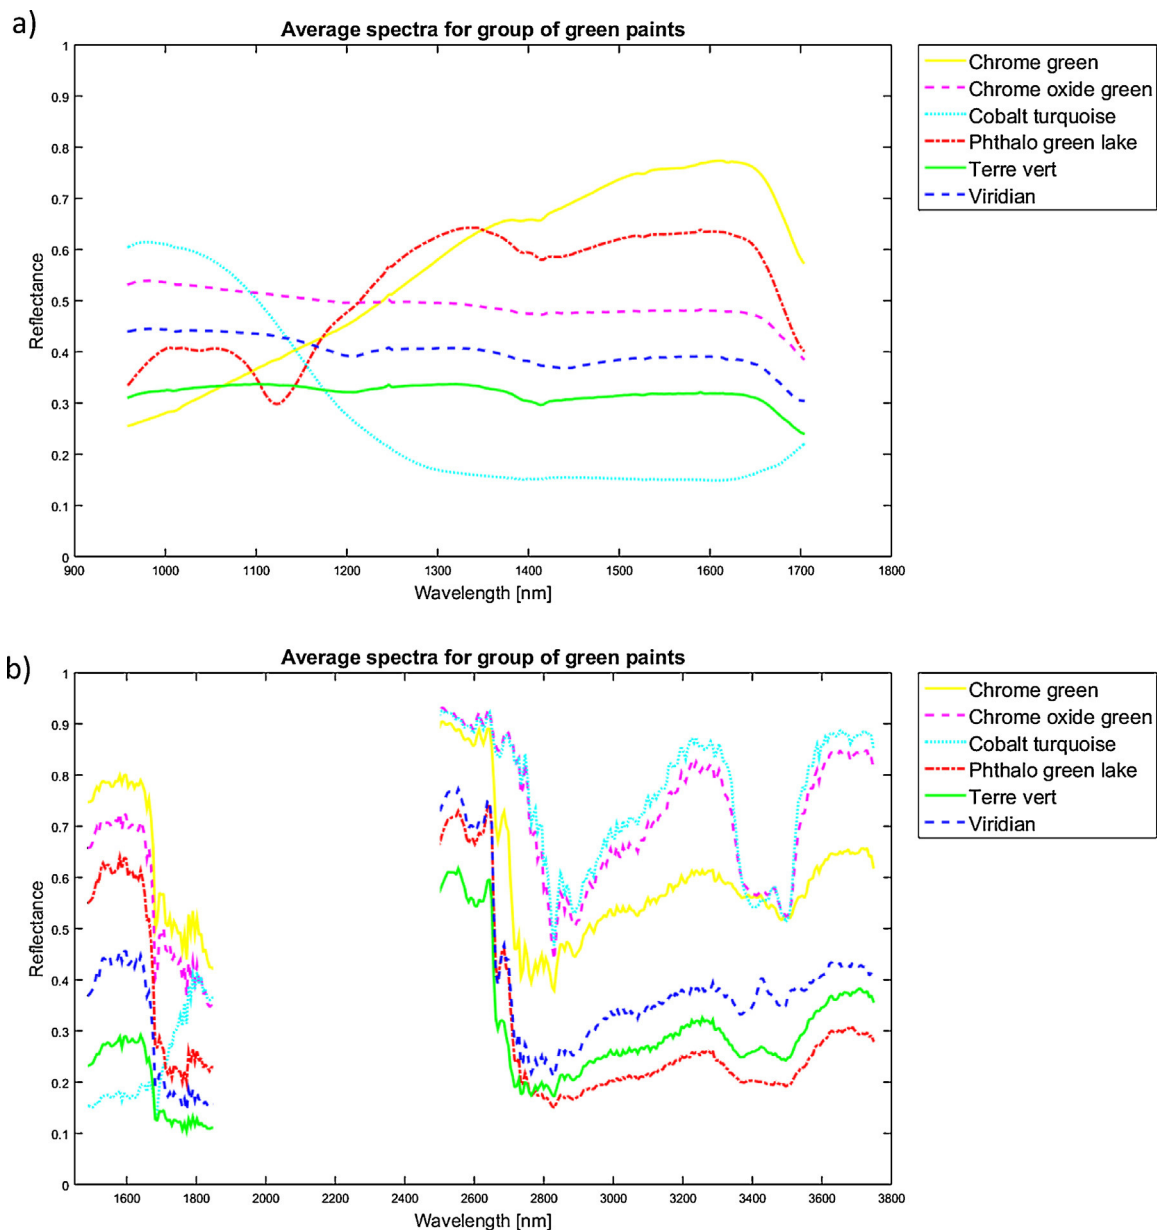 a)
Average spectra for group of green paints
1
0.9
0.8
0.7
0.6
0.5
0.4
0.3
0.2
0.1
0
Reflectance
900 1000 1100 1200 1300 1400 1500 1600 1700 1800
Wavelength [nm]
Chrome green
Chrome oxide green
Cobalt turquoise
Phthalo green lake
Terre vert
Viridian
b)
Average spectra for group of green paints
1
0.9
0.8
0.7
0.6
0.5
0.4
0.3
0.2
0.1
0
Reflectance
1600 1800 2000 2200 2400 2600 2800 3000 3200 3400 3600 3800
Wavelength [nm]
Chrome green
Chrome oxide green
Cobalt turquoise
Phthalo green lake
Terre vert
Viridian